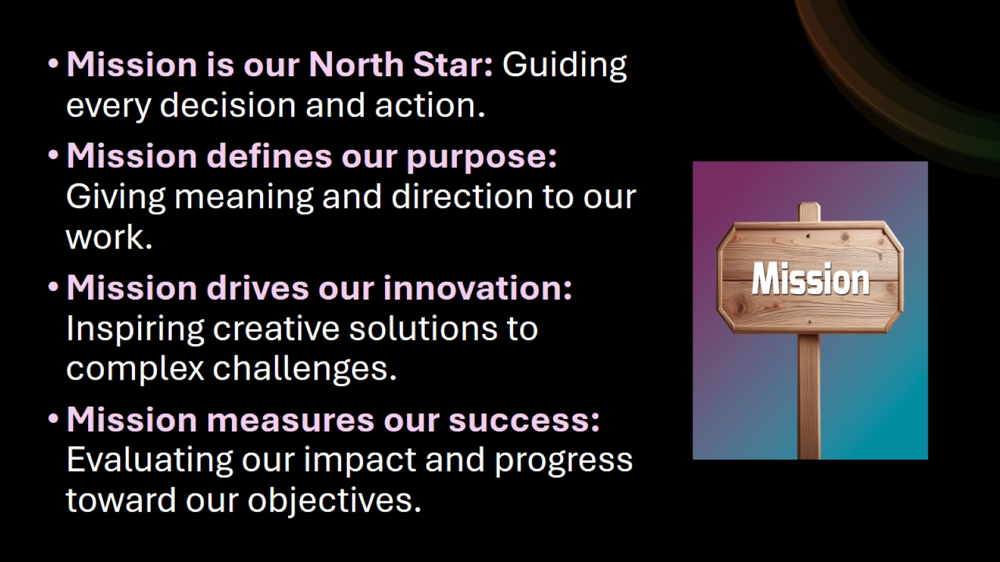 • Mission is our North Star: Guiding
every decision and action.
• Mission defines our purpose:
Giving meaning and direction to our
work.
• Mission drives our innovation:
Inspiring creative solutions to
complex challenges.
• Mission measures our success:
Evaluating our impact and progress
toward our objectives.
Mission